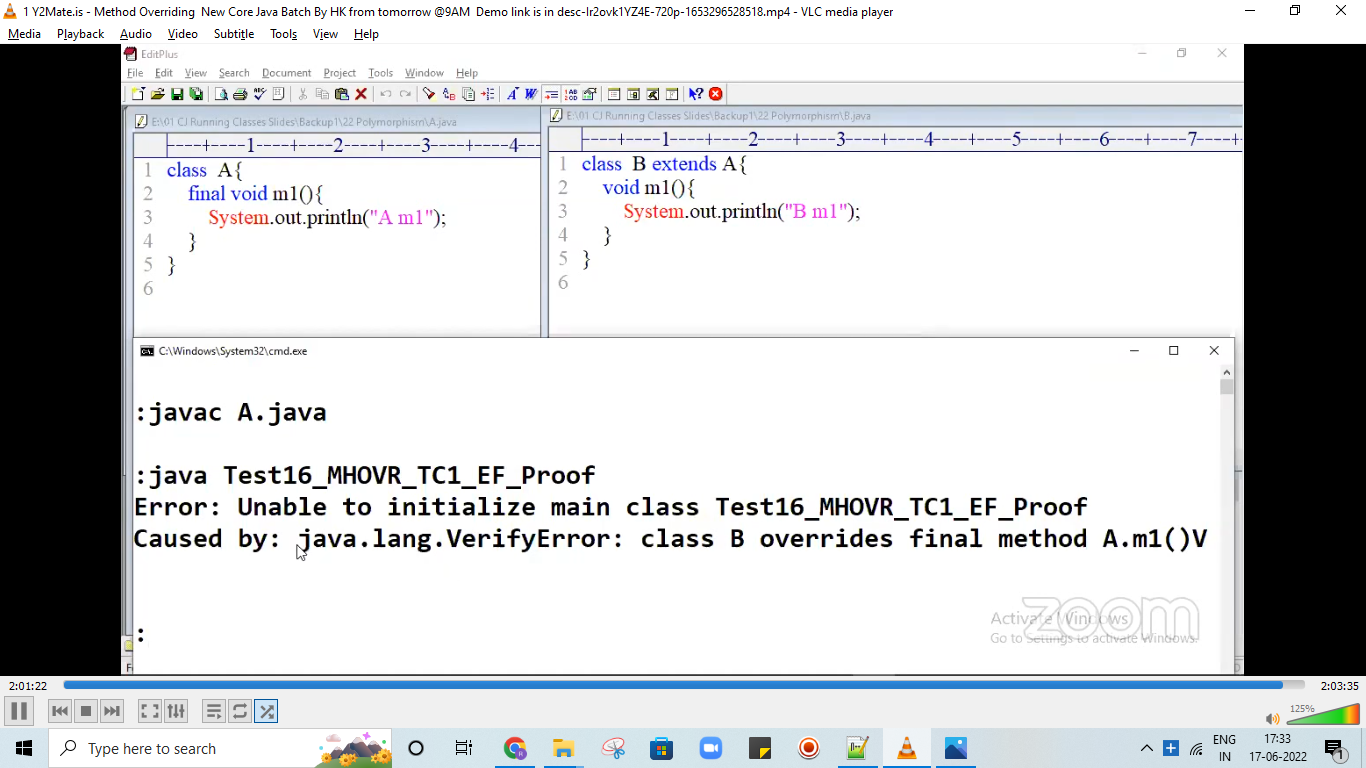 1 Y2Mate.is - Method Overriding  New Core Java Batch By HK from tomorrow @9AM  Demo link is in desc-lr2ovk1YZ4E-720p-1653296528518.mp4 - VLC media player
Media Playback Audio Video Subtitle Tools View Help
EditPlus
File Edit View Search Document Project Tools Window Help
E:\01 CJ Running Classes Slides\Backup1\22 Polymorphism\A.java
----+----1----+----2----+----3----+----4--
1 class  A{
2 final void m1(){
3 System.out.println("A m1");
4 }
5 }
6
E:\01 CJ Running Classes Slides\Backup1\22 Polymorphism\B.java
----+----1----+----2----+----3----+----4----+----5----+----6----+----7----+
1 class  B extends A{
2 void m1(){
3 System.out.println("B m1");
4 }
5 }
6
C:\Windows\System32\cmd.exe
:javac A.java
:java Test16_MHOVR_TC1_EF_Proof
Error: Unable to initialize main class Test16_MHOVR_TC1_EF_Proof
Caused by: java.lang.VerifyError: class B overrides final method A.m1()V
:
zoom
Activate Windows
Go to Settings to activate Windows.
2:01:22
2:03:35
125%
Type here to search
ENG
IN
17:33
17-06-2022
1